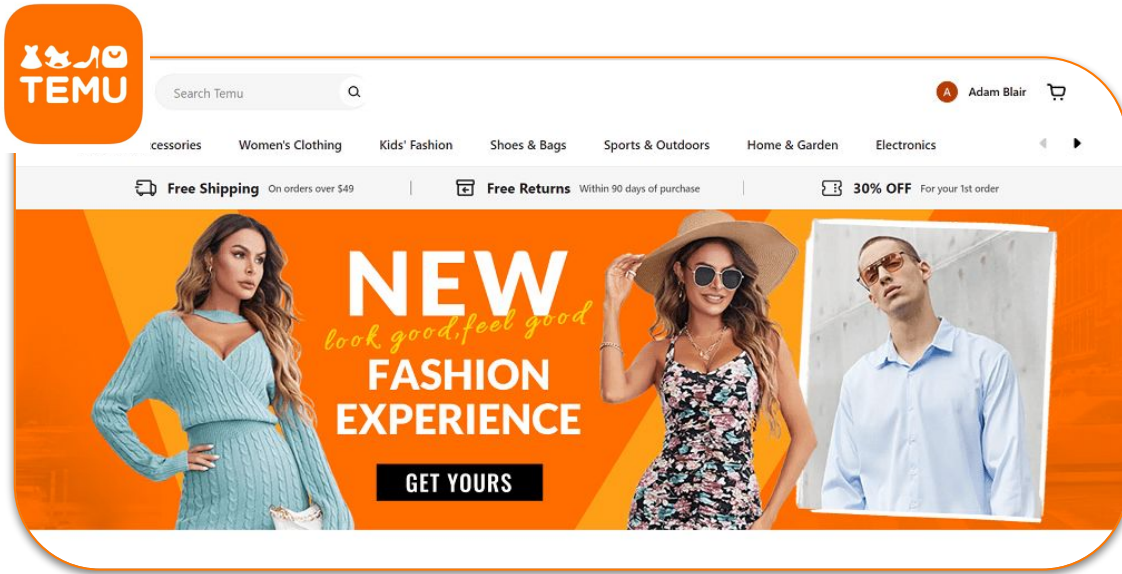 TEMU
Search Temu
A Adam Blair
ccessories Women's Clothing Kids' Fashion Shoes & Bags Sports & Outdoors Home & Garden Electronics
Free Shipping On orders over $49 | Free Returns Within 90 days of purchase | 30% OFF For your 1st order
NEW
look good,feel good
FASHION
EXPERIENCE
GET YOURS